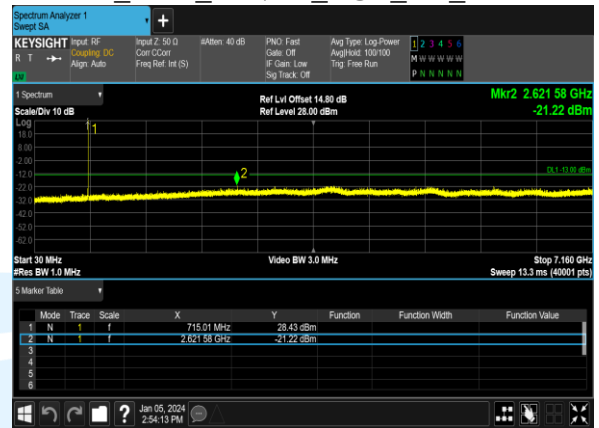 Spectrum Analyzer 1
Swept SA
KEYSIGHT
R T
LV
Input: RF
Coupling: DC
Align: Auto
Input Z: 50 Ω
Corr CCorr
Freq Ref: Int (S)
#Atten: 40 dB
PNO: Fast
Gate: Off
IF Gain: Low
Sig Track: Off
Avg Type: Log-Power
Avg|Hold: 100/100
Trig: Free Run
1 2 3 4 5 6
M W W W W W
P N N N N N
1 Spectrum
Scale/Div 10 dB
Ref Lvl Offset 14.80 dB
Ref Level 28.00 dBm
Mkr2 2.621 58 GHz
-21.22 dBm
Log
18.0
8.00
-2.00
-12.0
-22.0
-32.0
-42.0
-52.0
-62.0
1
2
DL1 -13.00 dBm
Start 30 MHz
#Res BW 1.0 MHz
Video BW 3.0 MHz
Stop 7.160 GHz
Sweep 13.3 ms (40001 pts)
5 Marker Table
Mode Trace Scale X Y Function Function Width Function Value
1 N 1 f 715.01 MHz 28.43 dBm
2 N 1 f 2.621 58 GHz -21.22 dBm
3
4
5
6
?
Jan 05, 2024
2:54:13 PM